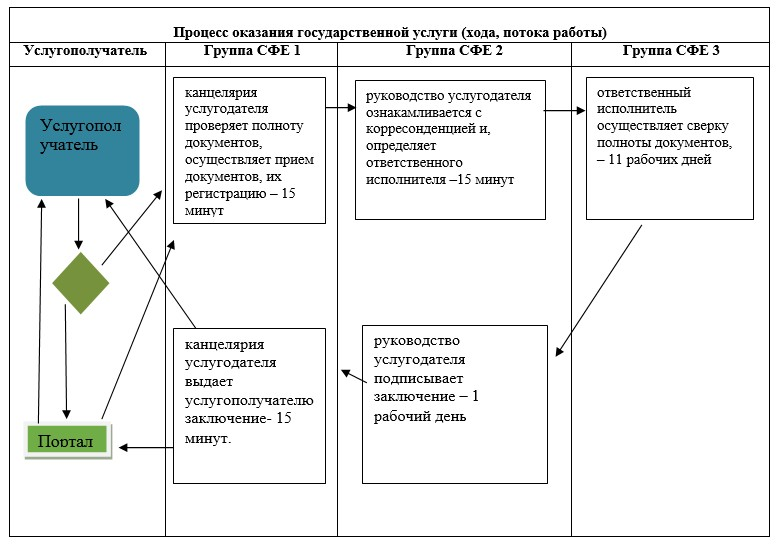 Процесс оказания государственной услуги (хода, потока работы)
Услугополучатель
Группа СФЕ 1
Группа СФЕ 2
Группа СФЕ 3
Услугопол
учатель
канцелярия
услугодателя
проверяет полноту
документов,
осуществляет прием
документов, их
регистрацию – 15
минут
руководство услугодателя
ознакамливается с
корресонденцией и,
определяет
ответственного
исполнителя –15 минут
ответственный
исполнитель
осуществляет сверку
полноты документов,
– 11 рабочих дней
канцелярия
услугодателя
выдает
услугополучателю
заключение- 15
минут.
руководство
услугодателя
подписывает
заключение – 1
рабочий день
Портал